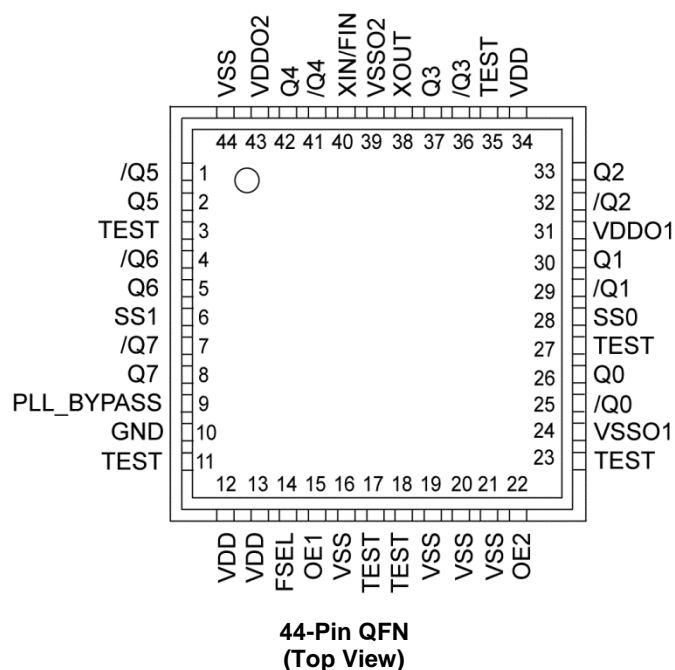 VSS VDDO2 Q4 /Q4 XIN/FIN VSSO2 XOUT Q3 /Q3 TEST VDD
44 43 42 41 40 39 38 37 36 35 34
/Q5 1 33 Q2
Q5 2 32 /Q2
TEST 3 31 VDDO1
/Q6 4 30 Q1
Q6 5 29 /Q1
SS1 6 28 SS0
/Q7 7 27 TEST
Q7 8 26 Q0
PLL_BYPASS 9 25 /Q0
GND 10 24 VSSO1
TEST 11 23 TEST
12 13 14 15 16 17 18 19 20 21 22
VDD VDD FSEL OE1 VSS TEST TEST VSS VSS VSS OE2
44-Pin QFN
(Top View)